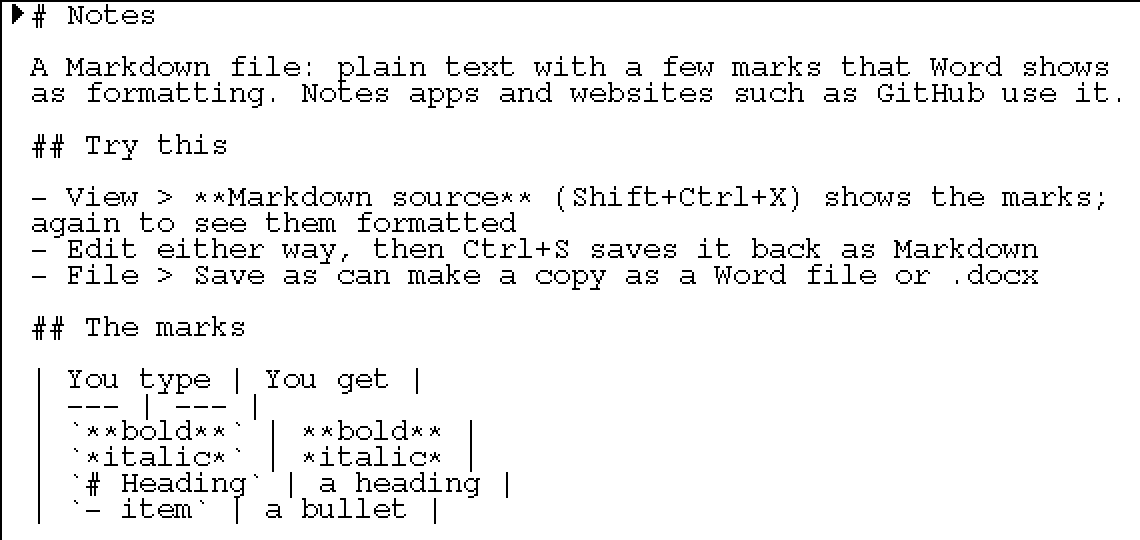 # Notes
A Markdown file: plain text with a few marks that Word shows
as formatting. Notes apps and websites such as GitHub use it.
## Try this
- View > **Markdown source** (Shift+Ctrl+X) shows the marks;
again to see them formatted
- Edit either way, then Ctrl+S saves it back as Markdown
- File > Save as can make a copy as a Word file or .docx
## The marks
| You type | You get |
| --- | --- |
| `**bold**` | **bold** |
| `*italic*` | *italic* |
| `# Heading` | a heading |
| `- item` | a bullet |